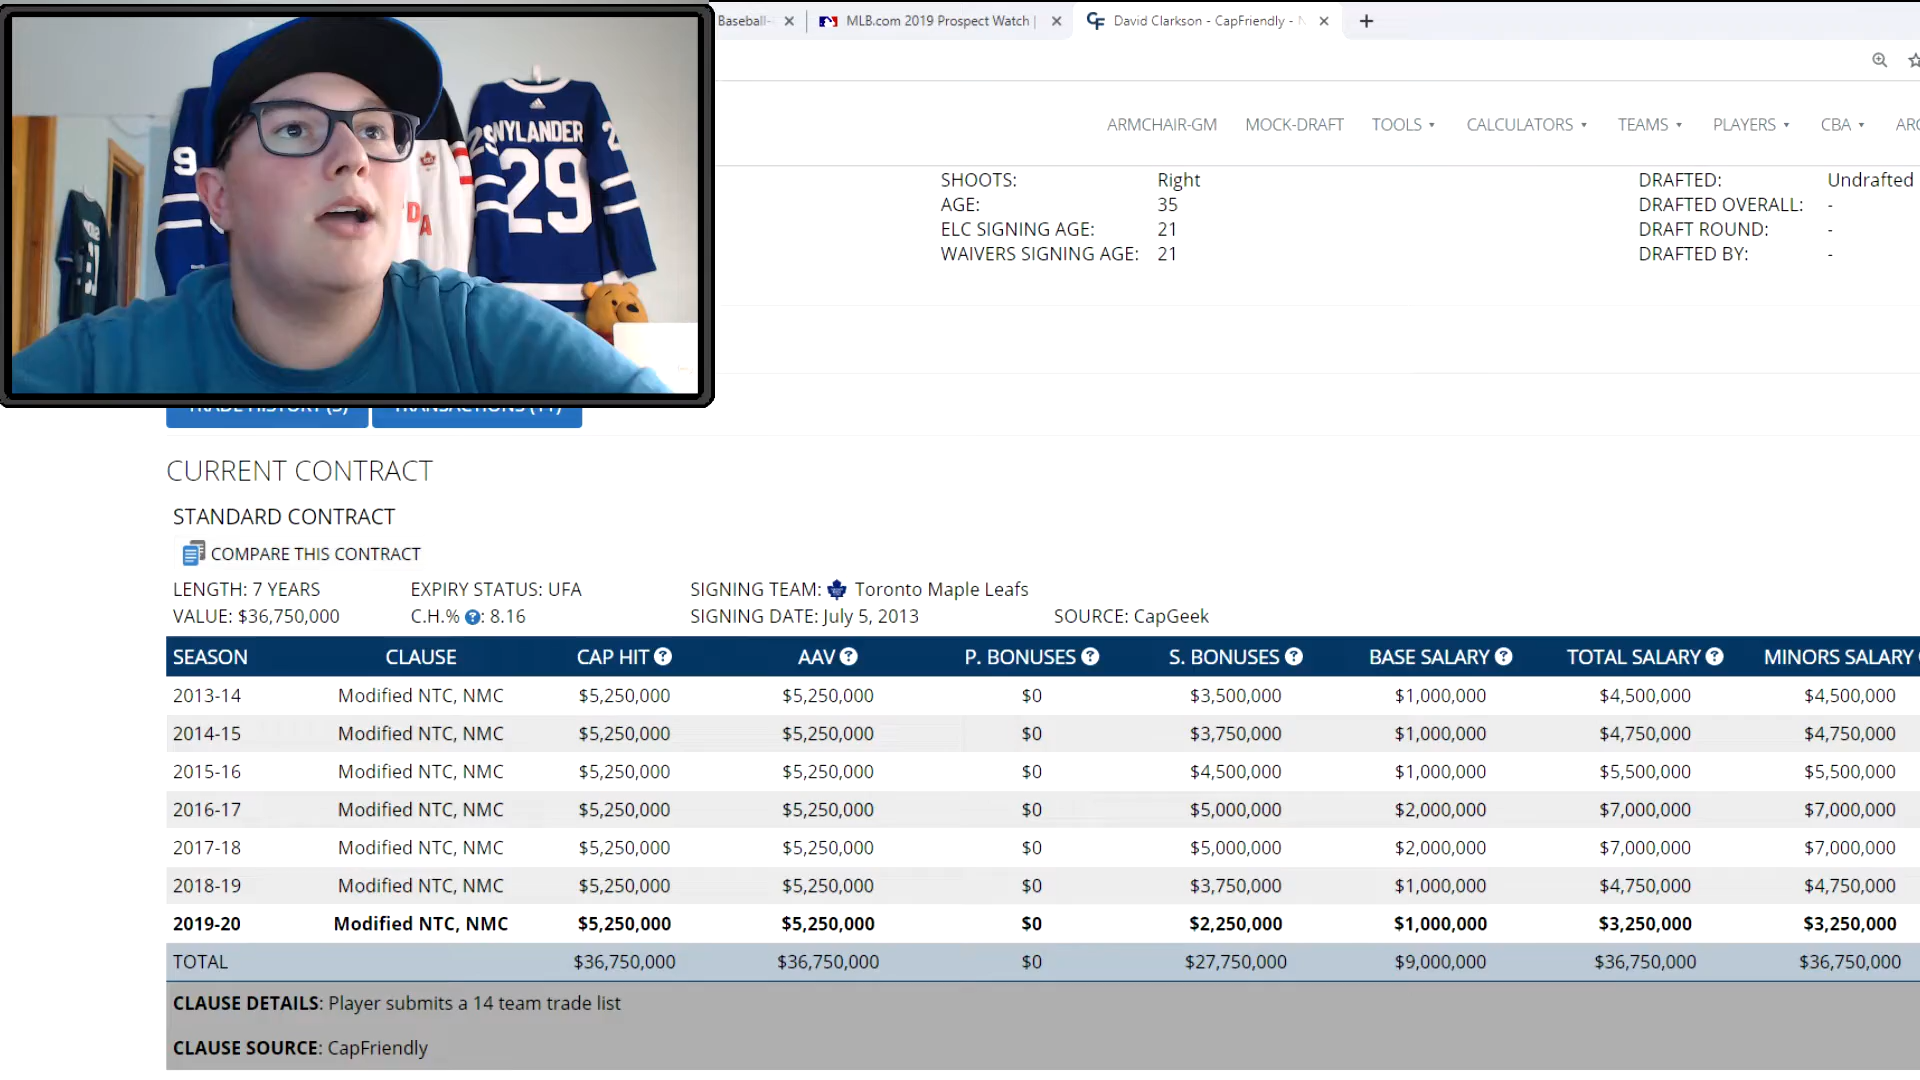 Baseball-
MLB.com 2019 Prospect Watch |
David Clarkson - CapFriendly -
ARMCHAIR-GM MOCK-DRAFT TOOLS CALCULATORS TEAMS PLAYERS CBA ARC
SHOOTS: Right
AGE: 35
ELC SIGNING AGE: 21
WAIVERS SIGNING AGE: 21
DRAFTED: Undrafted
DRAFTED OVERALL: -
DRAFT ROUND: -
DRAFTED BY: -
NYLANDER
29
29
2
9
DA
TRADE HISTORY (3) TRANSACTIONS (11)
CURRENT CONTRACT
STANDARD CONTRACT
COMPARE THIS CONTRACT
LENGTH: 7 YEARS EXPIRY STATUS: UFA SIGNING TEAM: Toronto Maple Leafs
VALUE: $36,750,000 C.H.% ?: 8.16 SIGNING DATE: July 5, 2013 SOURCE: CapGeek
SEASON CLAUSE CAP HIT ? AAV ? P. BONUSES ? S. BONUSES ? BASE SALARY ? TOTAL SALARY ? MINORS SALARY
2013-14 Modified NTC, NMC $5,250,000 $5,250,000 $0 $3,500,000 $1,000,000 $4,500,000 $4,500,000
2014-15 Modified NTC, NMC $5,250,000 $5,250,000 $0 $3,750,000 $1,000,000 $4,750,000 $4,750,000
2015-16 Modified NTC, NMC $5,250,000 $5,250,000 $0 $4,500,000 $1,000,000 $5,500,000 $5,500,000
2016-17 Modified NTC, NMC $5,250,000 $5,250,000 $0 $5,000,000 $2,000,000 $7,000,000 $7,000,000
2017-18 Modified NTC, NMC $5,250,000 $5,250,000 $0 $5,000,000 $2,000,000 $7,000,000 $7,000,000
2018-19 Modified NTC, NMC $5,250,000 $5,250,000 $0 $3,750,000 $1,000,000 $4,750,000 $4,750,000
2019-20 Modified NTC, NMC $5,250,000 $5,250,000 $0 $2,250,000 $1,000,000 $3,250,000 $3,250,000
TOTAL $36,750,000 $36,750,000 $0 $27,750,000 $9,000,000 $36,750,000 $36,750,000
CLAUSE DETAILS: Player submits a 14 team trade list
CLAUSE SOURCE: CapFriendly